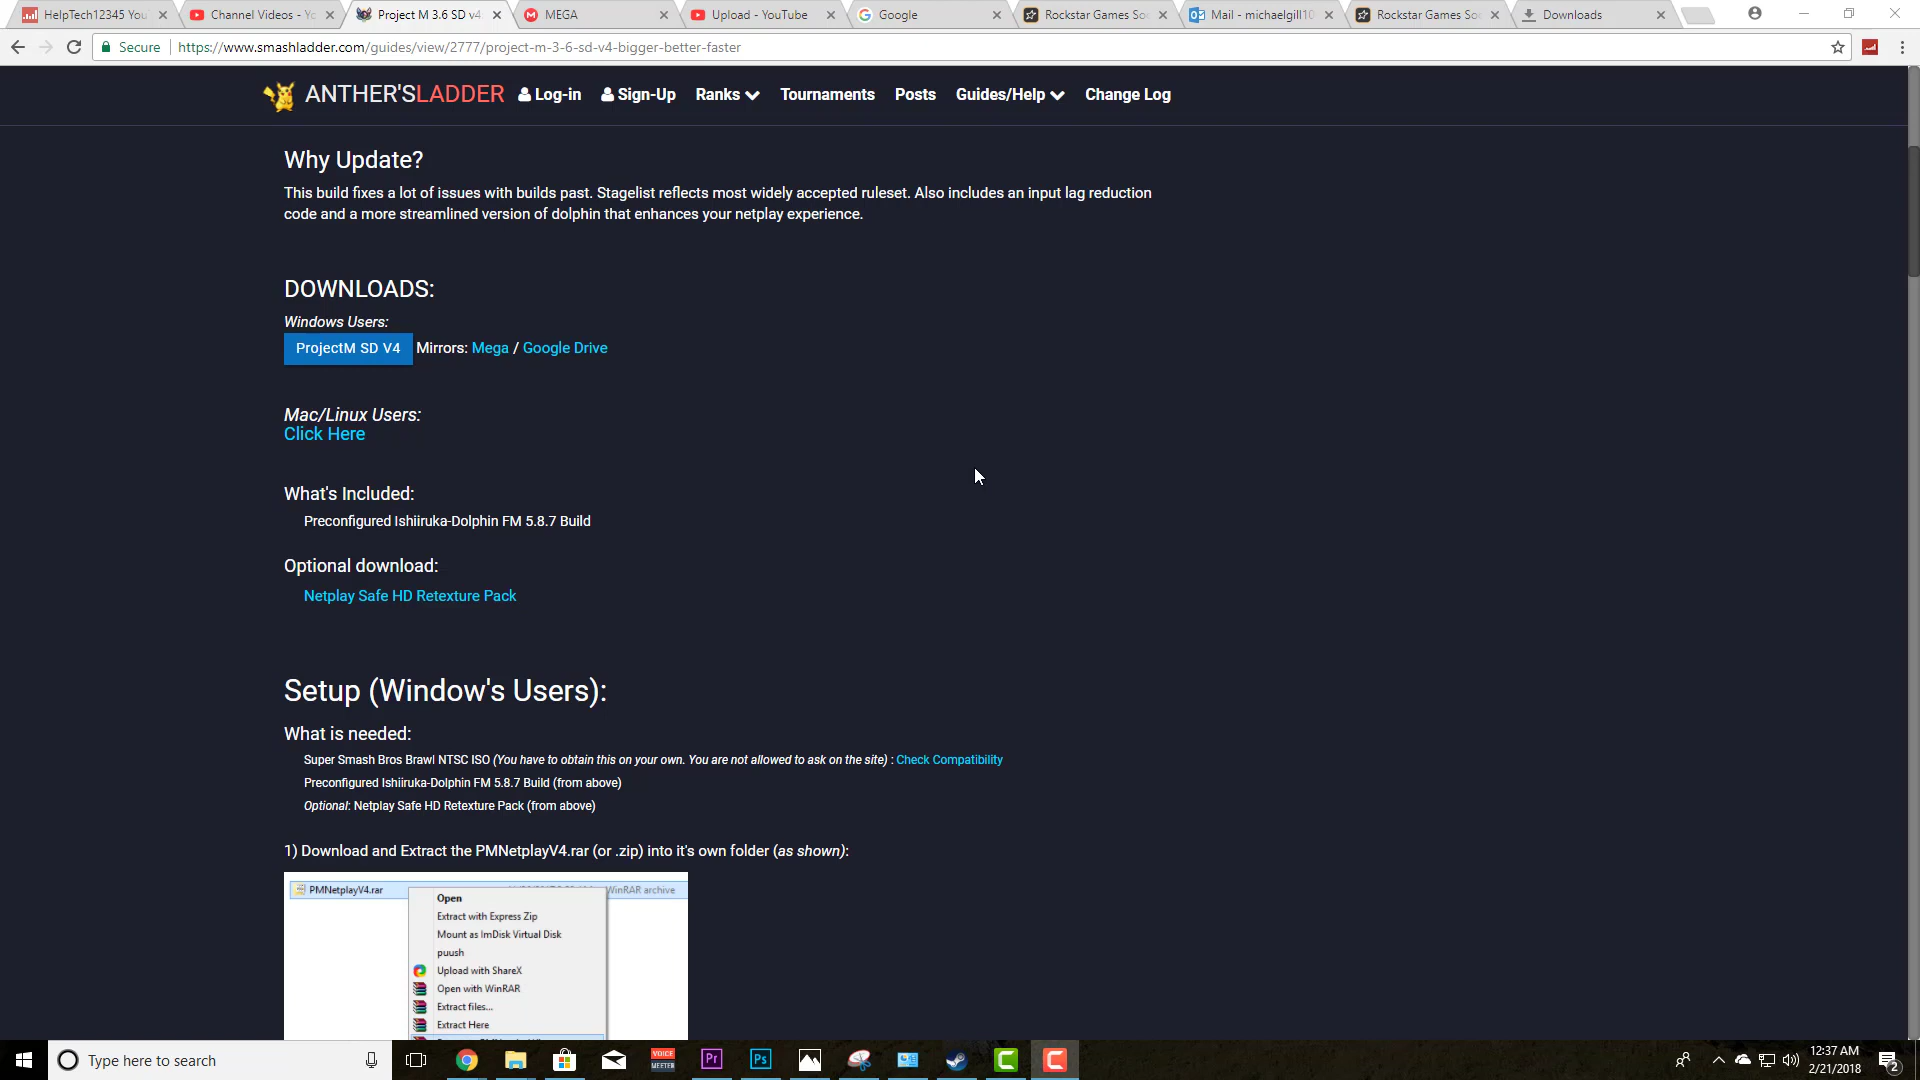 HelpTech12345 You
Channel Videos - Yo
Project M 3.6 SD v4
MEGA
Upload - YouTube
Google
Rockstar Games Soc
Mail - michaelgill10
Rockstar Games Soc
Downloads
Secure
https://www.smashladder.com/guides/view/2777/project-m-3-6-sd-v4-bigger-better-faster
ANTHER'SLADDER
Log-in
Sign-Up
Ranks
Tournaments
Posts
Guides/Help
Change Log
Why Update?
This build fixes a lot of issues with builds past. Stagelist reflects most widely accepted ruleset. Also includes an input lag reduction
code and a more streamlined version of dolphin that enhances your netplay experience.
DOWNLOADS:
Windows Users:
ProjectM SD V4 Mirrors: Mega / Google Drive
Mac/Linux Users:
Click Here
What's Included:
Preconfigured Ishiiruka-Dolphin FM 5.8.7 Build
Optional download:
Netplay Safe HD Retexture Pack
Setup (Window's Users):
What is needed:
Super Smash Bros Brawl NTSC ISO (You have to obtain this on your own. You are not allowed to ask on the site) : Check Compatibility
Preconfigured Ishiiruka-Dolphin FM 5.8.7 Build (from above)
Optional: Netplay Safe HD Retexture Pack (from above)
1) Download and Extract the PMNetplayV4.rar (or .zip) into it's own folder (as shown):
PMNetplayV4.rar
WinRAR archive
Open
Extract with Express Zip
Mount as ImDisk Virtual Disk
puush
Upload with ShareX
Open with WinRAR
Extract files...
Extract Here
Type here to search
VOICE
MEETER
Pr
Ps
12:37 AM
2/21/2018
2